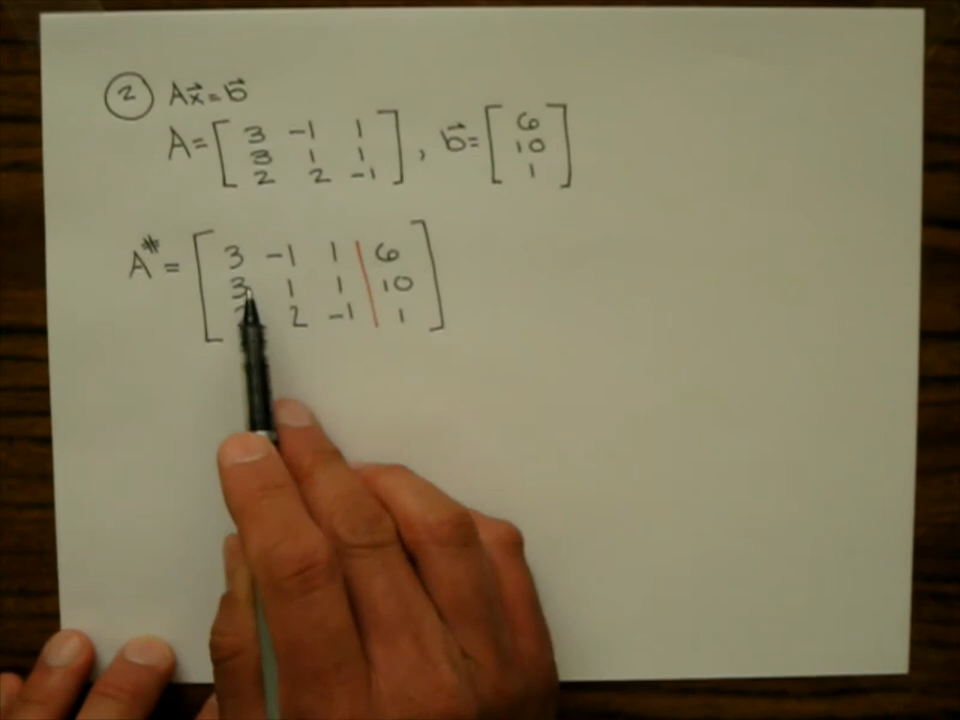 ② Ax⃗=b⃗
A= [ 3 -1 1 ] , b⃗= [ 6 ]
3 1 1 10
2 2 -1 1
A# = [ 3 -1 1 | 6 ]
3 1 1 | 10
2 -1 | 1